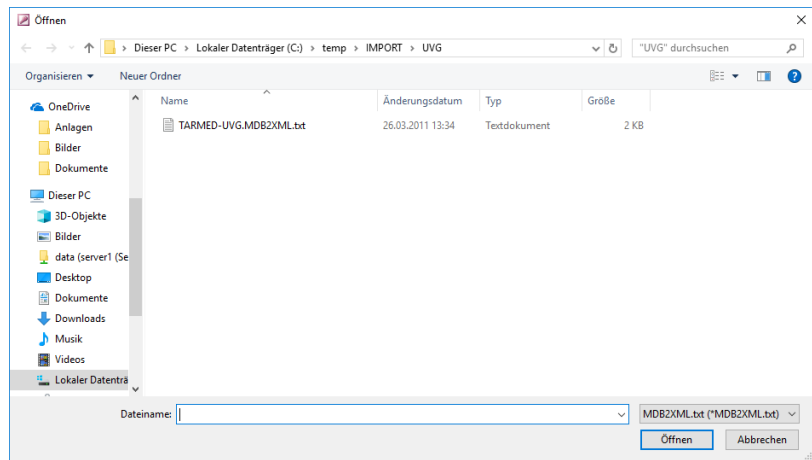 Öffnen
Dieser PC > Lokaler Datenträger (C:) > temp > IMPORT > UVG
"UVG" durchsuchen
Organisieren Neuer Ordner
Name Änderungsdatum Typ Größe
TARMED-UVG.MDB2XML.txt 26.03.2011 13:34 Textdokument 2 KB
OneDrive
Anlagen
Bilder
Dokumente
Dieser PC
3D-Objekte
Bilder
data (server1 (Se
Desktop
Dokumente
Downloads
Musik
Videos
Lokaler Datenträ
Dateiname:
MDB2XML.txt (*MDB2XML.txt)
Öffnen Abbrechen